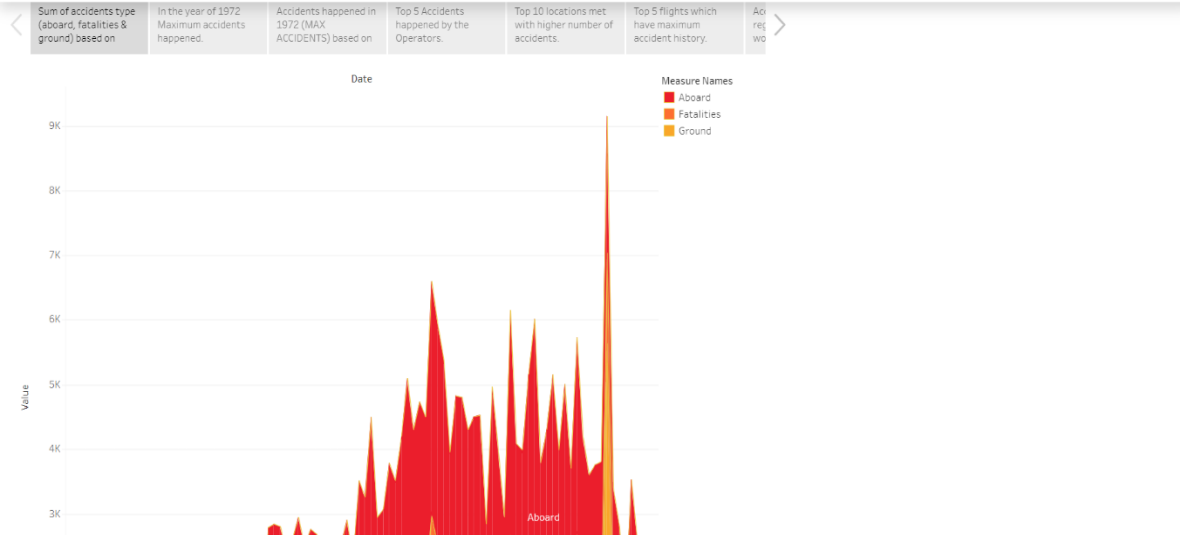 Sum of accidents type
(aboard, fatalities &
ground) based on
In the year of 1972
Maximum accidents
happened.
Accidents happened in
1972 (MAX
ACCIDENTS) based on
Top 5 Accidents
happened by the
Operators.
Top 10 locations met
with higher number of
accidents.
Top 5 flights which
have maximum
accident history.
Date
Measure Names
Aboard
Fatalities
Ground
9K
8K
7K
6K
5K
4K
3K
Value
Aboard